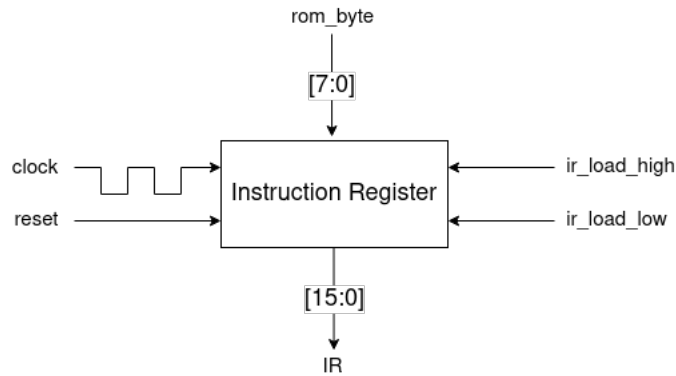 rom_byte
[7:0]
clock
Instruction Register
ir_load_high
reset
ir_load_low
[15:0]
IR